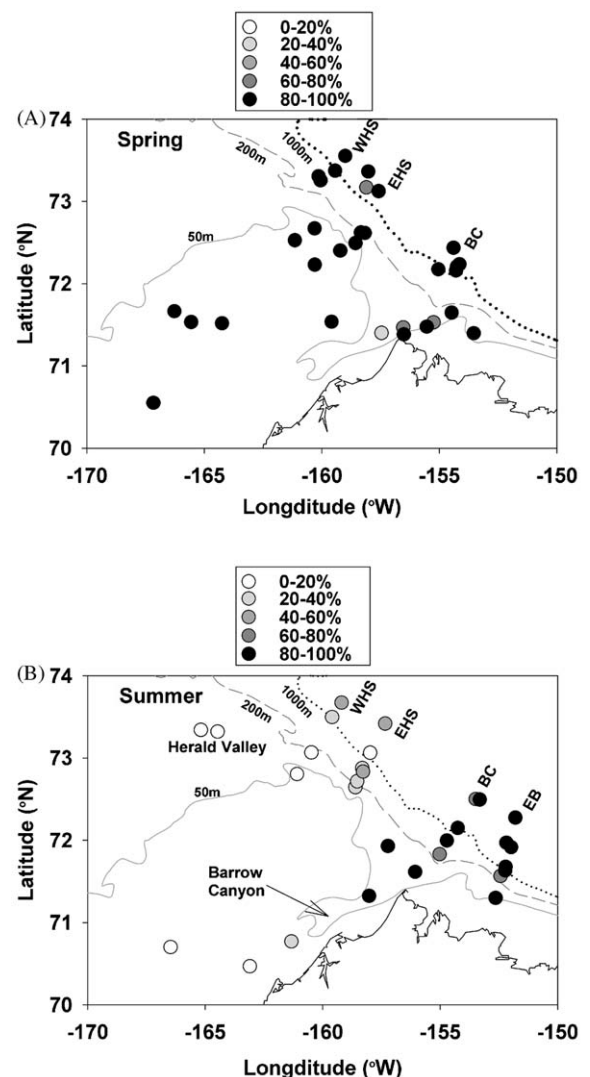 0-20%
20-40%
40-60%
60-80%
80-100%
(A)
Spring
200m
1000m
WHS
EHS
BC
50m
74
73
72
71
70
Latitude (°N)
-170
-165
-160
-155
-150
Longditude (°W)
0-20%
20-40%
40-60%
60-80%
80-100%
(B)
Summer
200m
1000m
WHS
EHS
Herald Valley
BC
EB
50m
Barrow
Canyon
74
73
72
71
70
Latitude (°N)
-170
-165
-160
-155
-150
Longditude (°W)